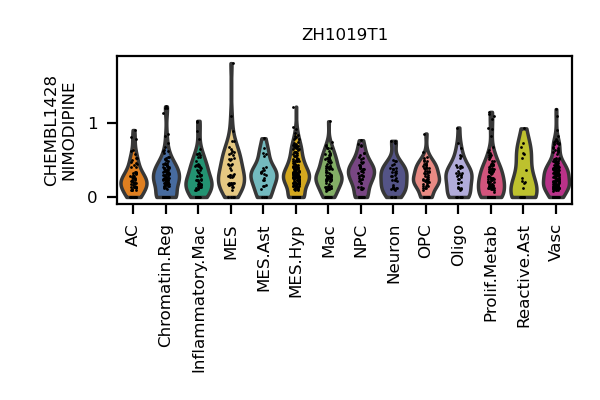 ZH1019T1
CHEMBL1428
NIMODIPINE
1
0
AC
Chromatin.Reg
Inflammatory.Mac
MES
MES.Ast
MES.Hyp
Mac
NPC
Neuron
OPC
Oligo
Prolif.Metab
Reactive.Ast
Vasc